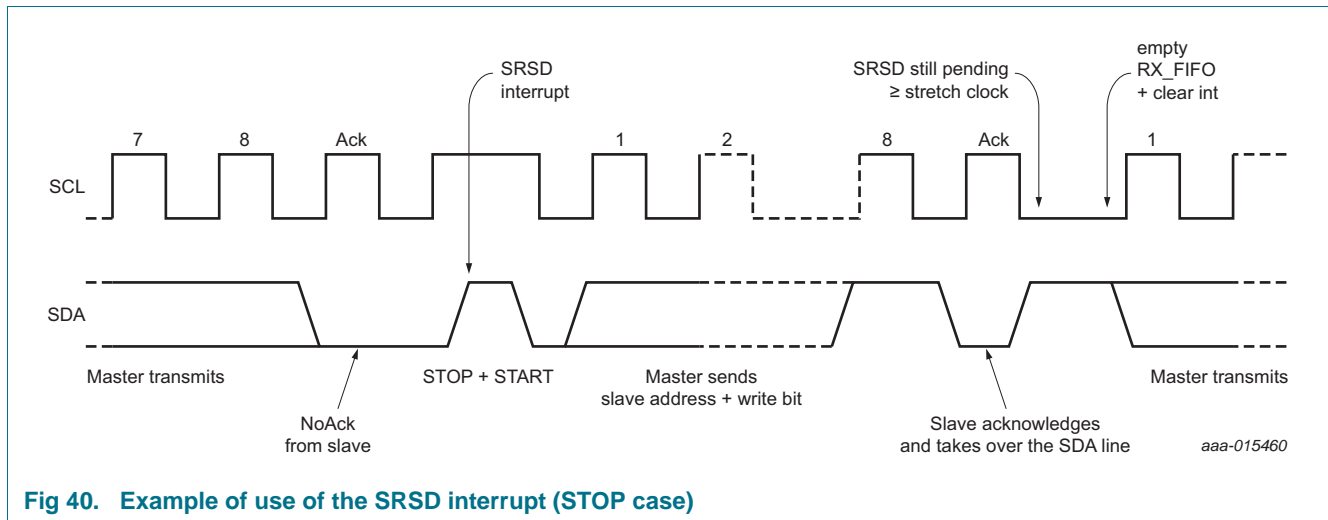 SRSD
interrupt
SRSD still pending
≥ stretch clock
empty
RX_FIFO
+ clear int
7 8 Ack 1 2 8 Ack 1
SCL
SDA
Master transmits
STOP + START
Master sends
slave address + write bit
Master transmits
NoAck
from slave
Slave acknowledges
and takes over the SDA line
aaa-015460
Fig 40. Example of use of the SRSD interrupt (STOP case)